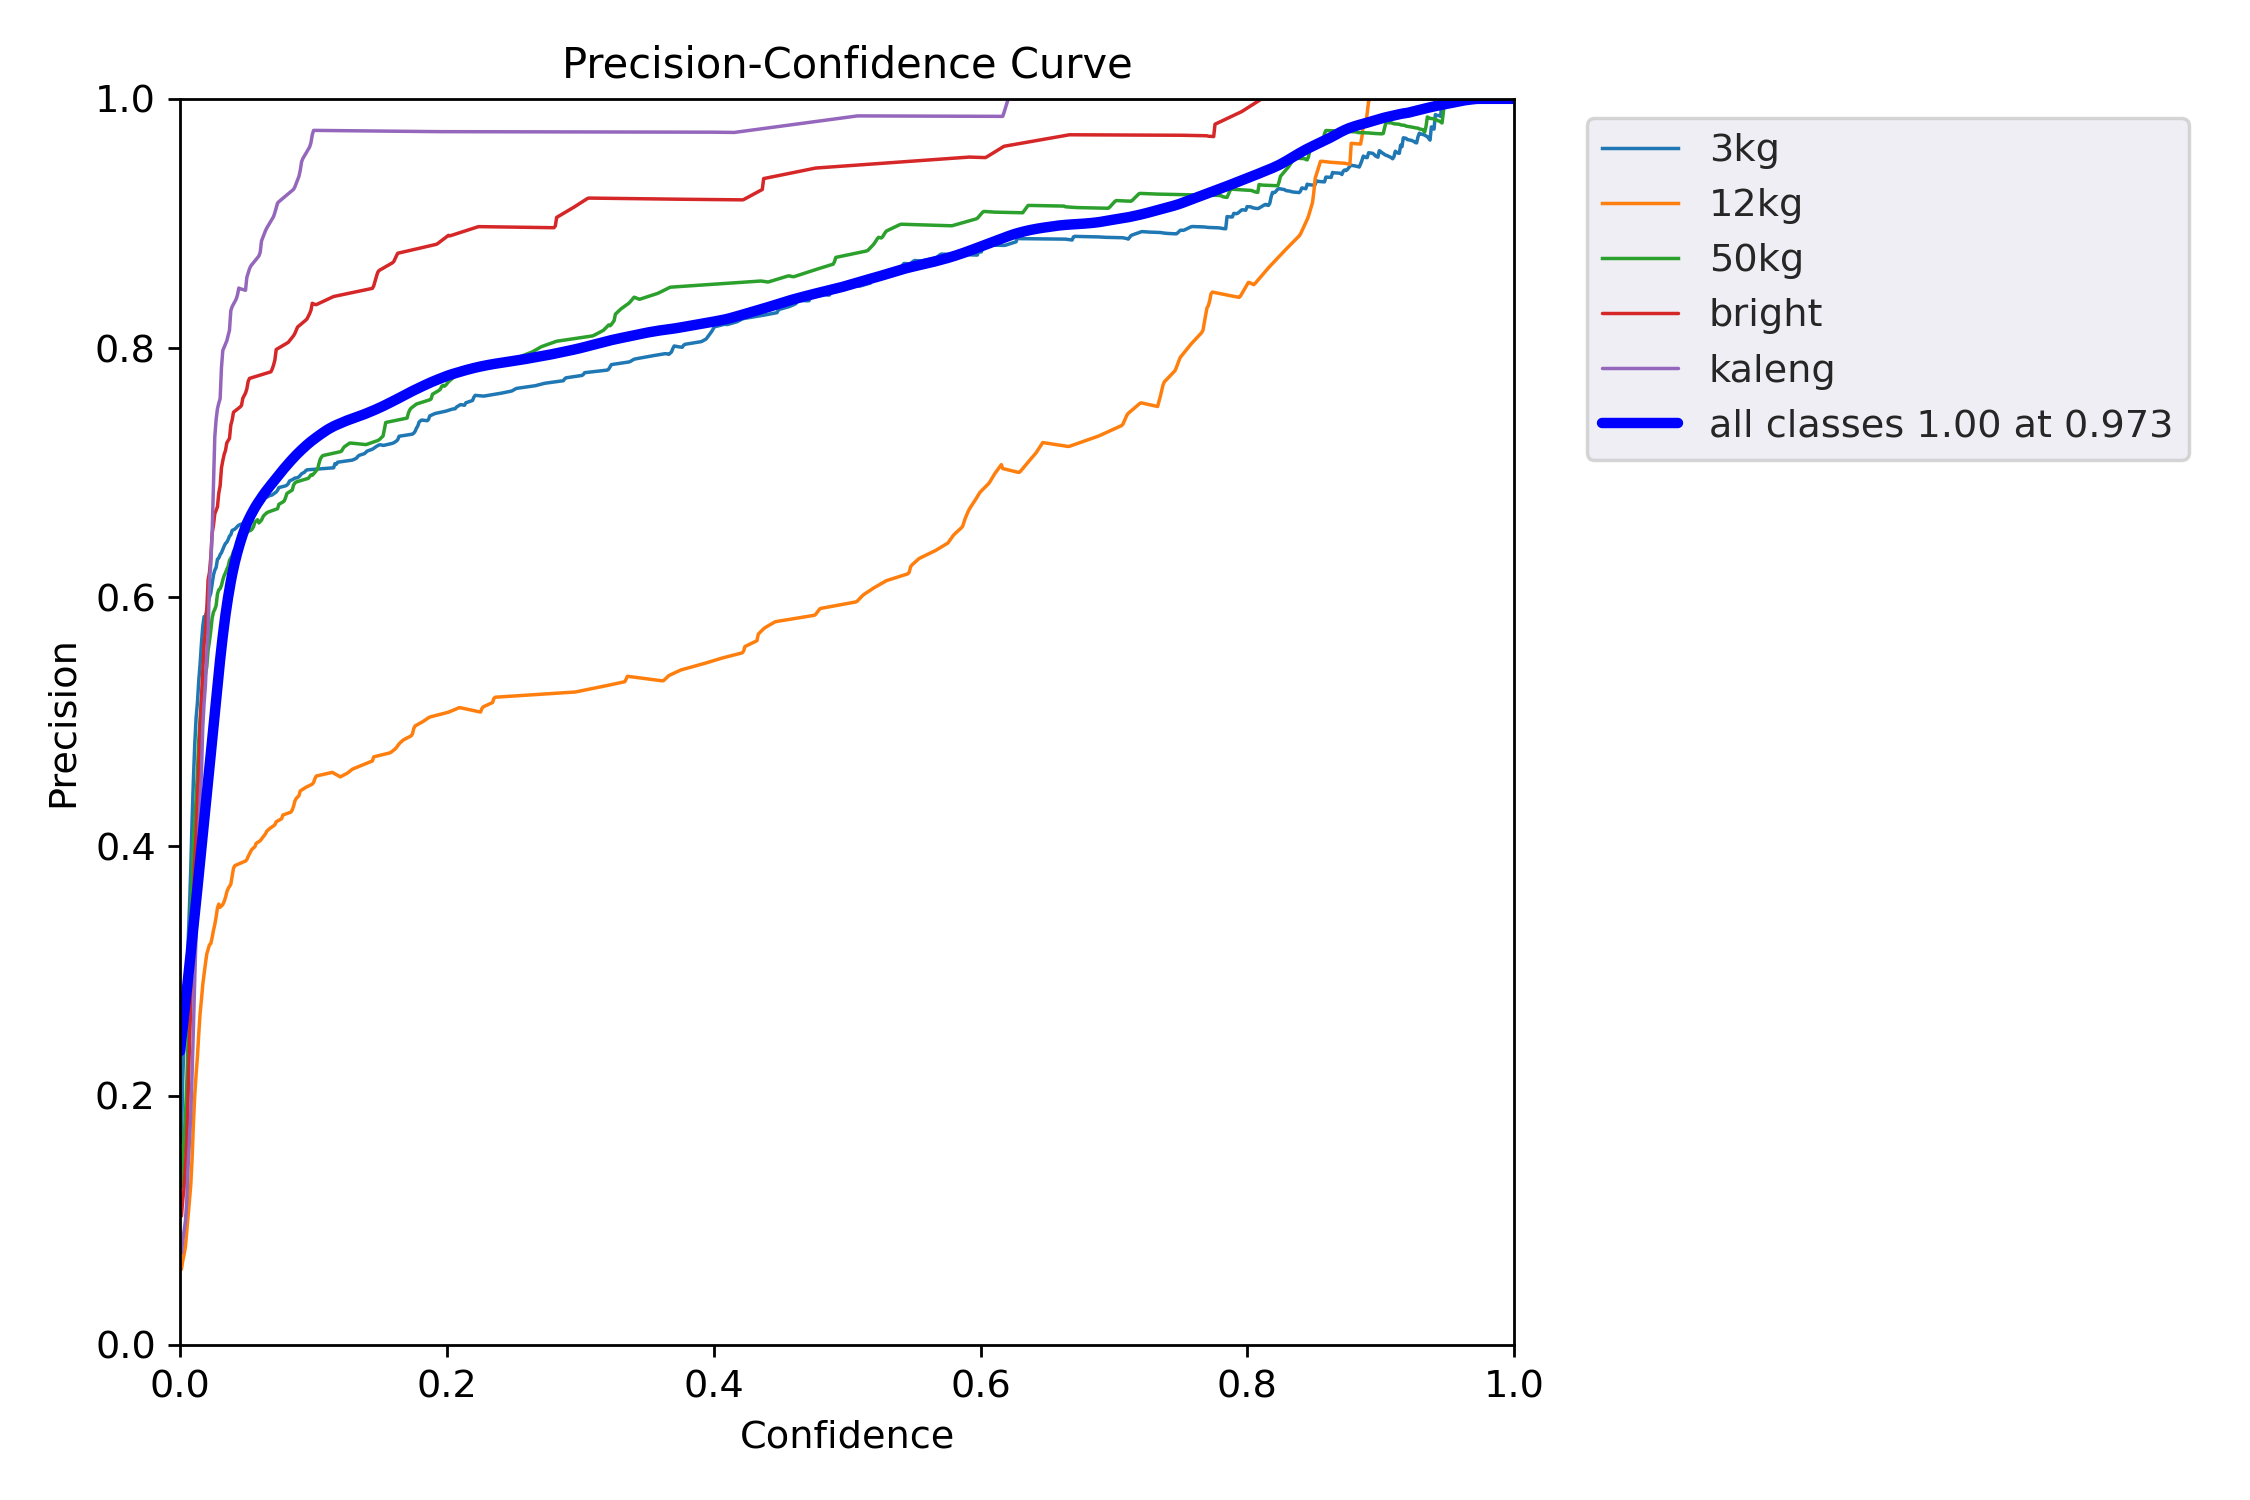 Precision-Confidence Curve
1.0
0.8
0.6
0.4
0.2
0.0
Precision
0.0 0.2 0.4 0.6 0.8 1.0
Confidence
3kg
12kg
50kg
bright
kaleng
all classes 1.00 at 0.973